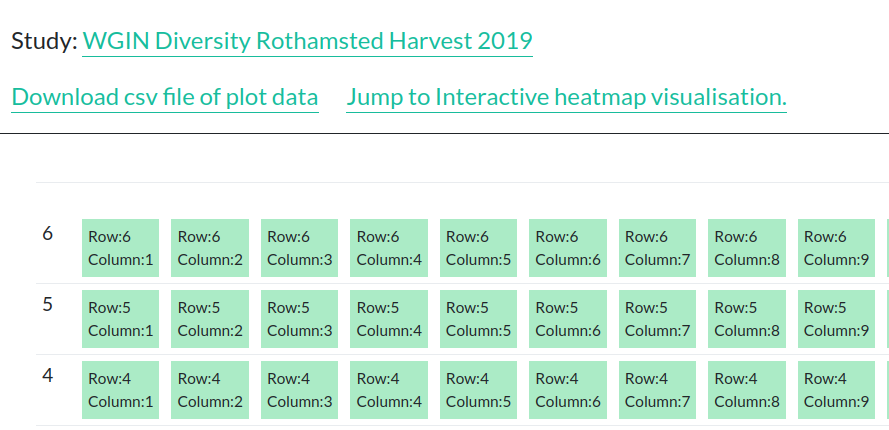 Study: WGIN Diversity Rothamsted Harvest 2019
Download csv file of plot data Jump to Interactive heatmap visualisation.
6 Row:6 Row:6 Row:6 Row:6 Row:6 Row:6 Row:6 Row:6 Row:6
Column:1 Column:2 Column:3 Column:4 Column:5 Column:6 Column:7 Column:8 Column:9
5 Row:5 Row:5 Row:5 Row:5 Row:5 Row:5 Row:5 Row:5 Row:5
Column:1 Column:2 Column:3 Column:4 Column:5 Column:6 Column:7 Column:8 Column:9
4 Row:4 Row:4 Row:4 Row:4 Row:4 Row:4 Row:4 Row:4 Row:4
Column:1 Column:2 Column:3 Column:4 Column:5 Column:6 Column:7 Column:8 Column:9